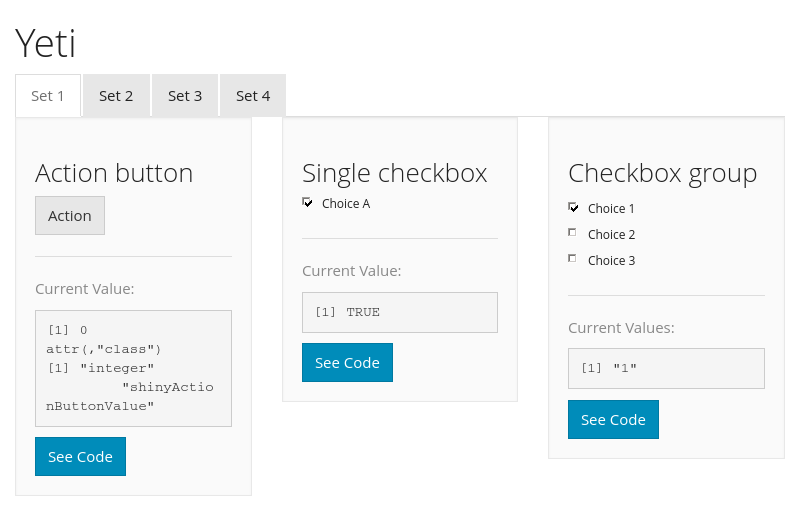 Yeti
Set 1
Set 2
Set 3
Set 4
Action button
Action
Current Value:
[1] 0
attr(,"class")
[1] "integer"
"shinyActio
nButtonValue"
See Code
Single checkbox
Choice A
Current Value:
[1] TRUE
See Code
Checkbox group
Choice 1
Choice 2
Choice 3
Current Values:
[1] "1"
See Code